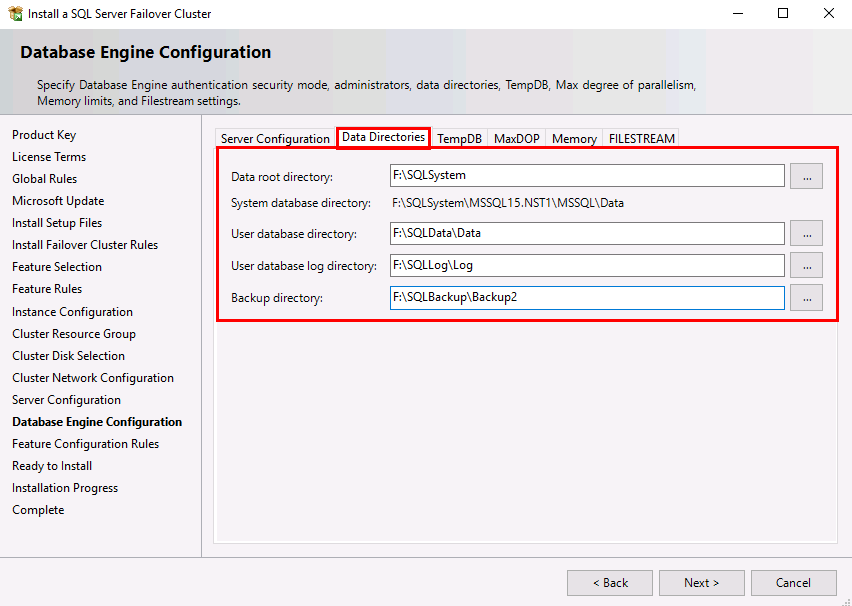 Install a SQL Server Failover Cluster
Database Engine Configuration
Specify Database Engine authentication security mode, administrators, data directories, TempDB, Max degree of parallelism,
Memory limits, and Filestream settings.
Product Key
License Terms
Global Rules
Microsoft Update
Install Setup Files
Install Failover Cluster Rules
Feature Selection
Feature Rules
Instance Configuration
Cluster Resource Group
Cluster Disk Selection
Cluster Network Configuration
Server Configuration
Database Engine Configuration
Feature Configuration Rules
Ready to Install
Installation Progress
Complete
Server Configuration Data Directories TempDB MaxDOP Memory FILESTREAM
Data root directory: F:\SQLSystem ...
System database directory: F:\SQLSystem\MSSQL15.NST1\MSSQL\Data
User database directory: F:\SQLData\Data ...
User database log directory: F:\SQLLog\Log ...
Backup directory: F:\SQLBackup\Backup2 ...
< Back Next > Cancel